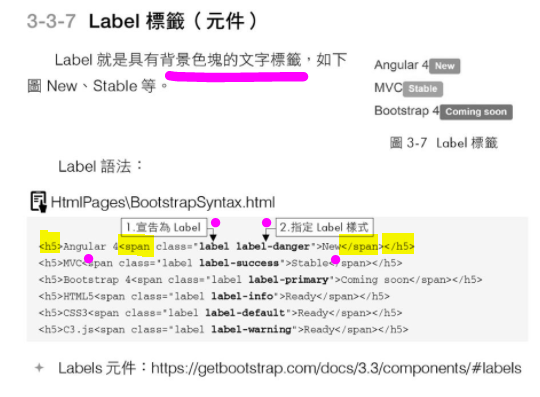 3-3-7 Label 標籤（元件）
Label 就是具有背景色塊的文字標籤，如下
圖 New、Stable 等。
Angular 4 New
MVC Stable
Bootstrap 4 Coming soon
圖 3-7 Label 標籤
Label 語法：
HtmlPages\BootstrapSyntax.html
1.宣告為 Label
2.指定 Label 樣式
<h5>Angular 4<span class="label label-danger">New</span></h5>
<h5>MVC<span class="label label-success">Stable</span></h5>
<h5>Bootstrap 4<span class="label label-primary">Coming soon</span></h5>
<h5>HTML5<span class="label label-info">Ready</span></h5>
<h5>CSS3<span class="label label-default">Ready</span></h5>
<h5>C3.js<span class="label label-warning">Ready</span></h5>
Labels 元件：https://getbootstrap.com/docs/3.3/components/#labels